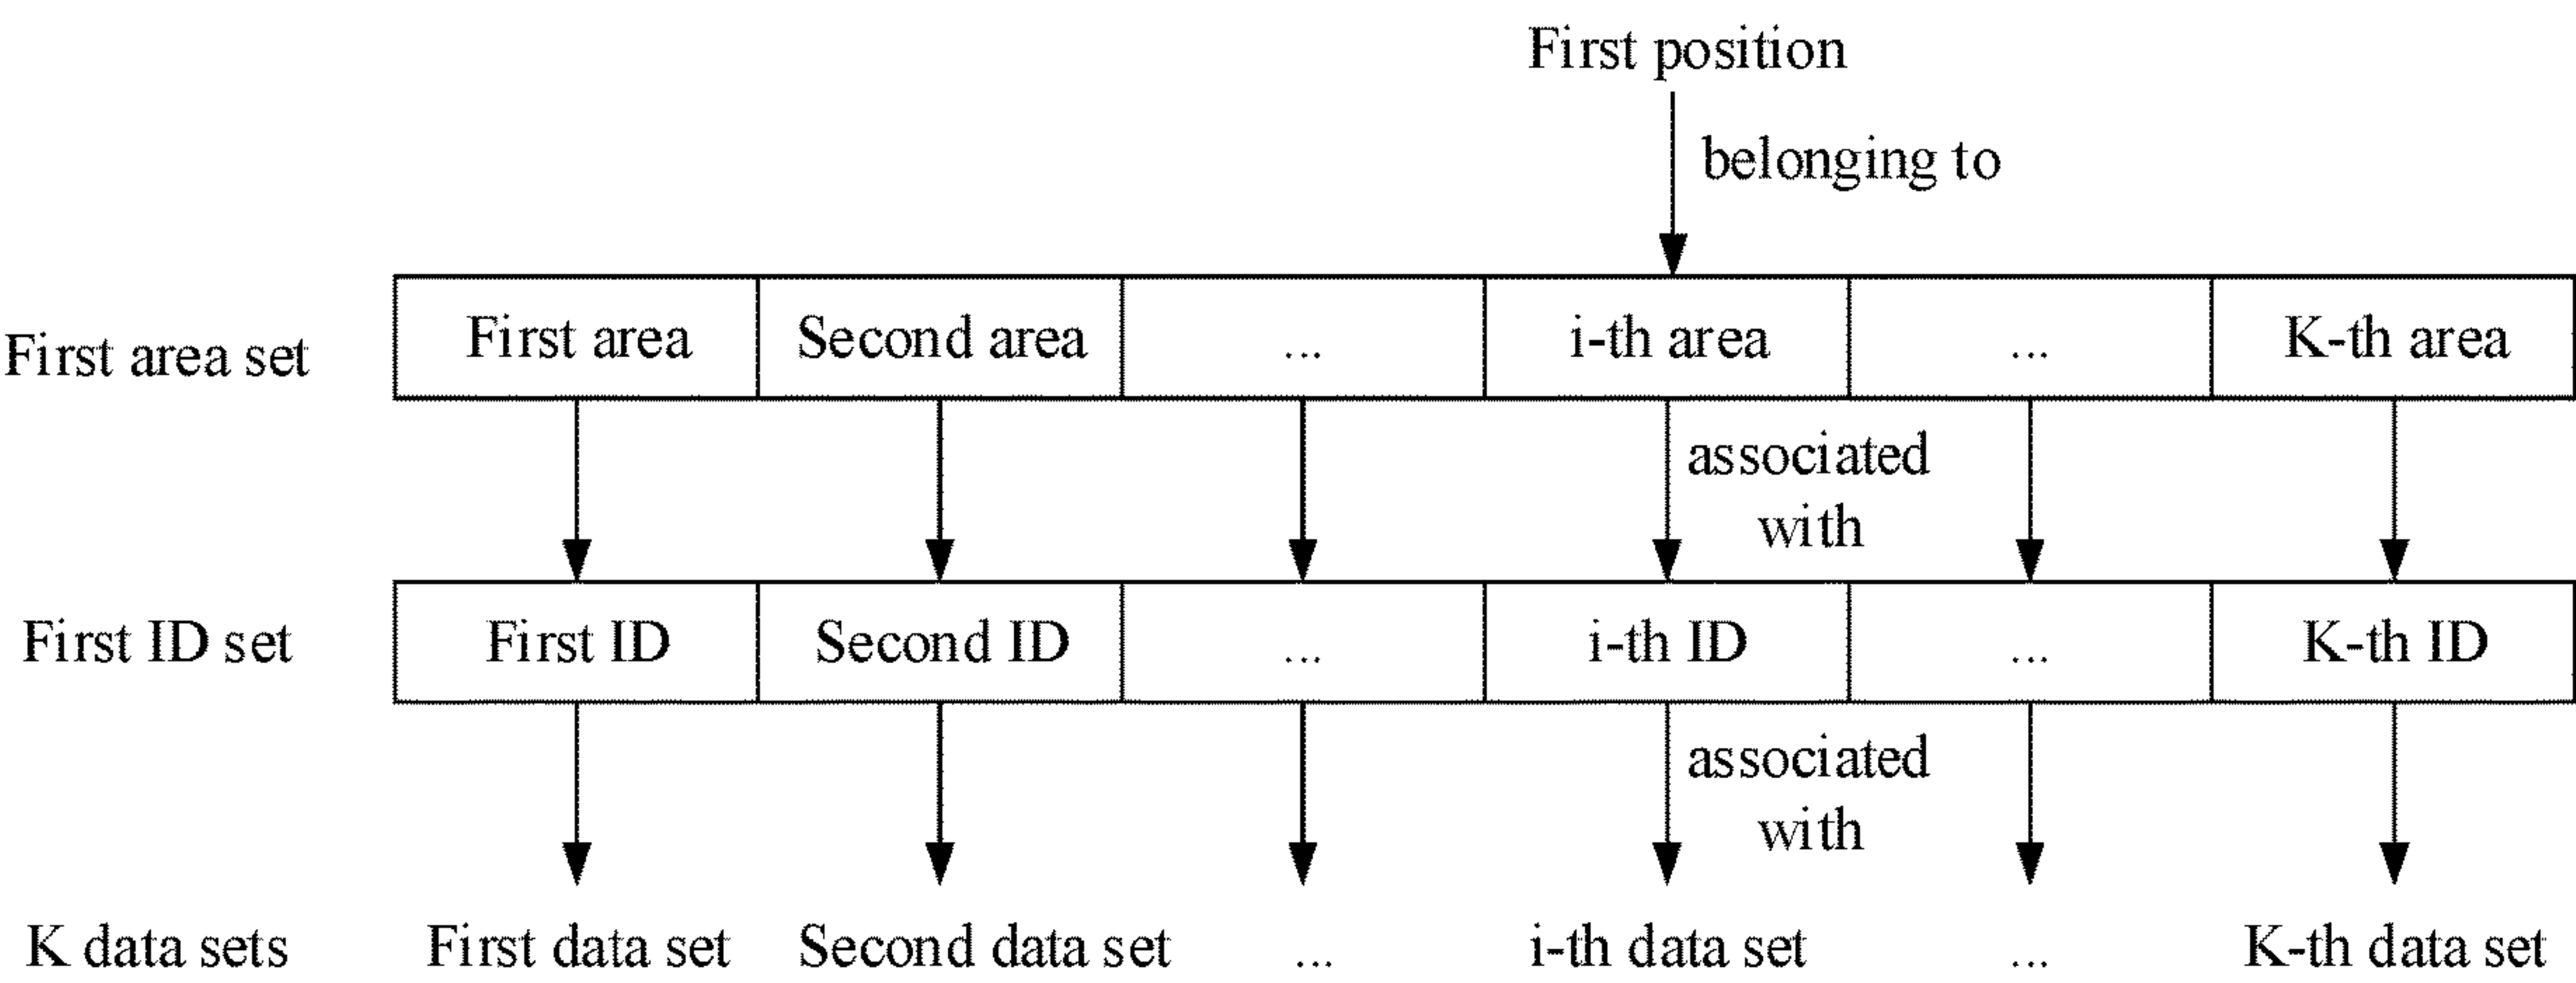 First position
belonging to
First area set First area Second area ... i-th area ... K-th area
associated
with
First ID set First ID Second ID ... i-th ID ... K-th ID
associated
with
K data sets First data set Second data set ... i-th data set ... K-th data set